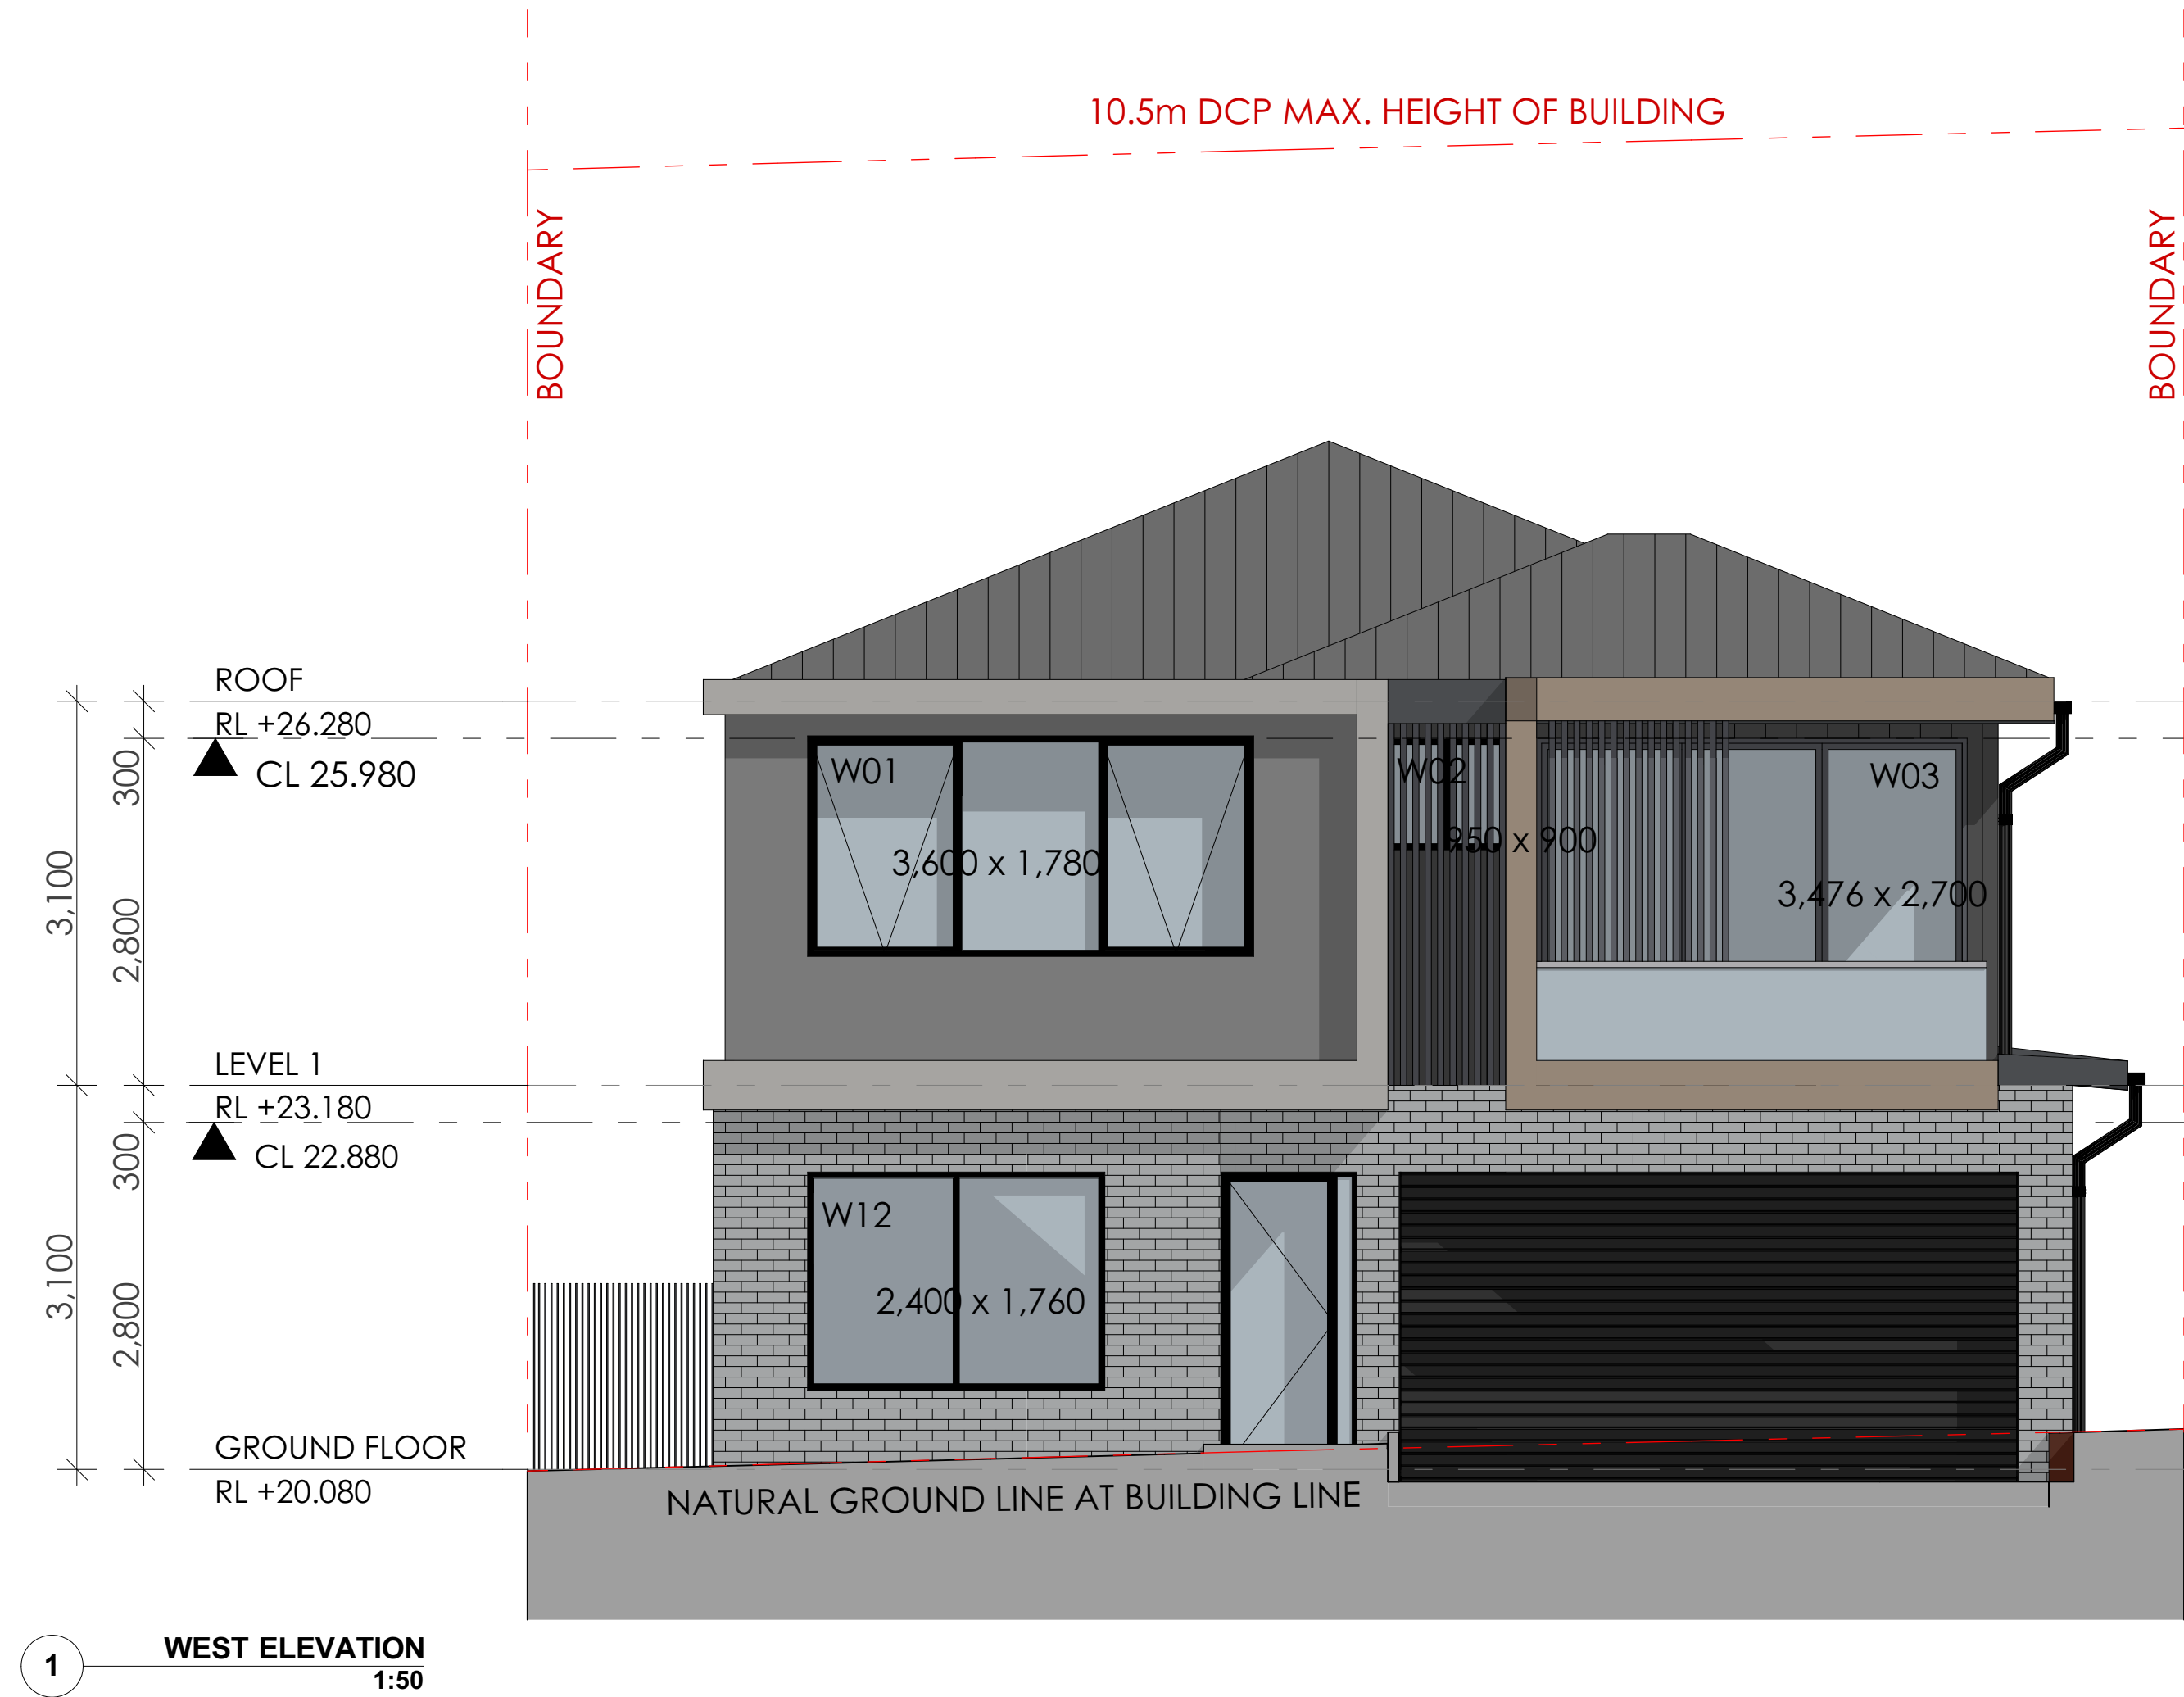 10.5m DCP MAX. HEIGHT OF BUILDING
BOUNDARY
BOUNDARY
ROOF
RL +26.280
CL 25.980
300
3,100
2,800
W01
3,600 x 1,780
W02
950 x 900
W03
3,476 x 2,700
LEVEL 1
RL +23.180
CL 22.880
300
3,100
2,800
W12
2,400 x 1,760
GROUND FLOOR
RL +20.080
NATURAL GROUND LINE AT BUILDING LINE
1
WEST ELEVATION
1:50